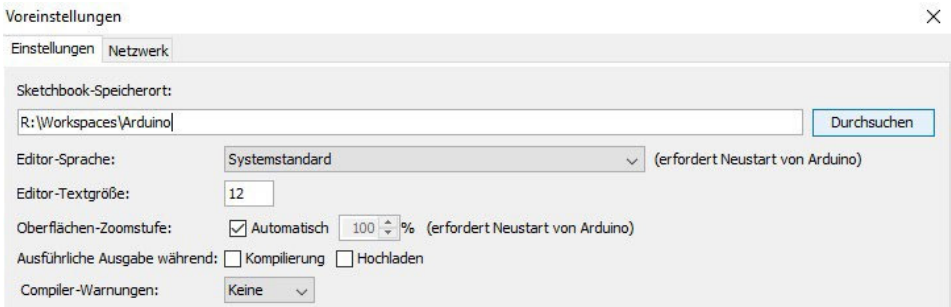 Voreinstellungen
Einstellungen Netzwerk
Sketchbook-Speicherort:
R:\Workspaces\Arduino Durchsuchen
Editor-Sprache: Systemstandard (erfordert Neustart von Arduino)
Editor-Textgröße: 12
Oberflächen-Zoomstufe: Automatisch 100 % (erfordert Neustart von Arduino)
Ausführliche Ausgabe während: Kompilierung Hochladen
Compiler-Warnungen: Keine